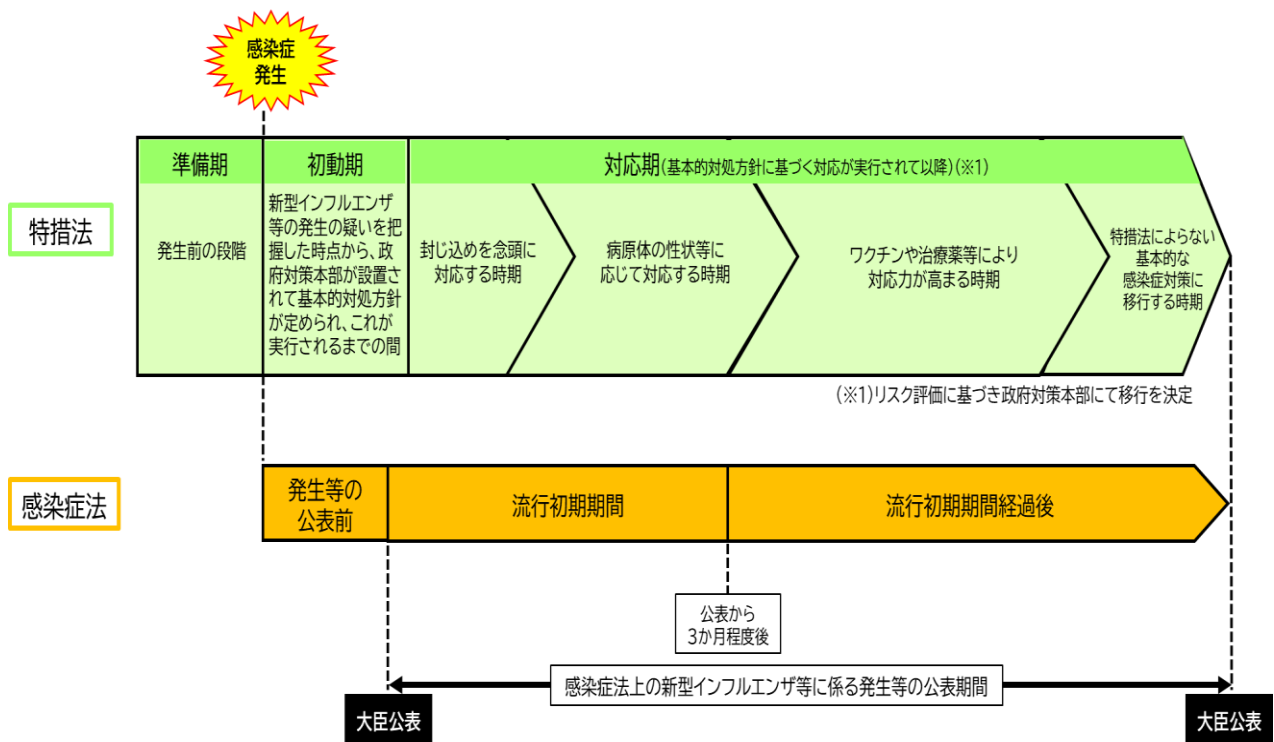 感染症
発生
特措法
準備期
初動期
対応期(基本的対処方針に基づく対応が実行されて以降)(※1)
発生前の段階
新型インフルエンザ
等の発生の疑いを把
握した時点から、政
府対策本部が設置さ
れて基本的対処方針
が定められ、これが
実行されるまでの間
封じ込めを念頭に
対応する時期
病原体の性状等に
応じて対応する時期
ワクチンや治療薬等により
対応力が高まる時期
特措法によらない
基本的な
感染症対策に
移行する時期
(※1)リスク評価に基づき政府対策本部にて移行を決定
感染症法
発生等の
公表前
流行初期期間
流行初期期間経過後
公表から
3か月程度後
感染症法上の新型インフルエンザ等に係る発生等の公表期間
大臣公表
大臣公表